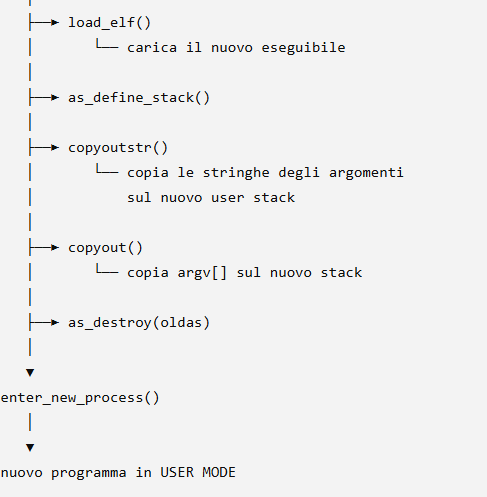 load_elf()
carica il nuovo eseguibile
as_define_stack()
copyoutstr()
copia le stringhe degli argomenti
sul nuovo user stack
copyout()
copia argv[] sul nuovo stack
as_destroy(oldas)
enter_new_process()
nuovo programma in USER MODE